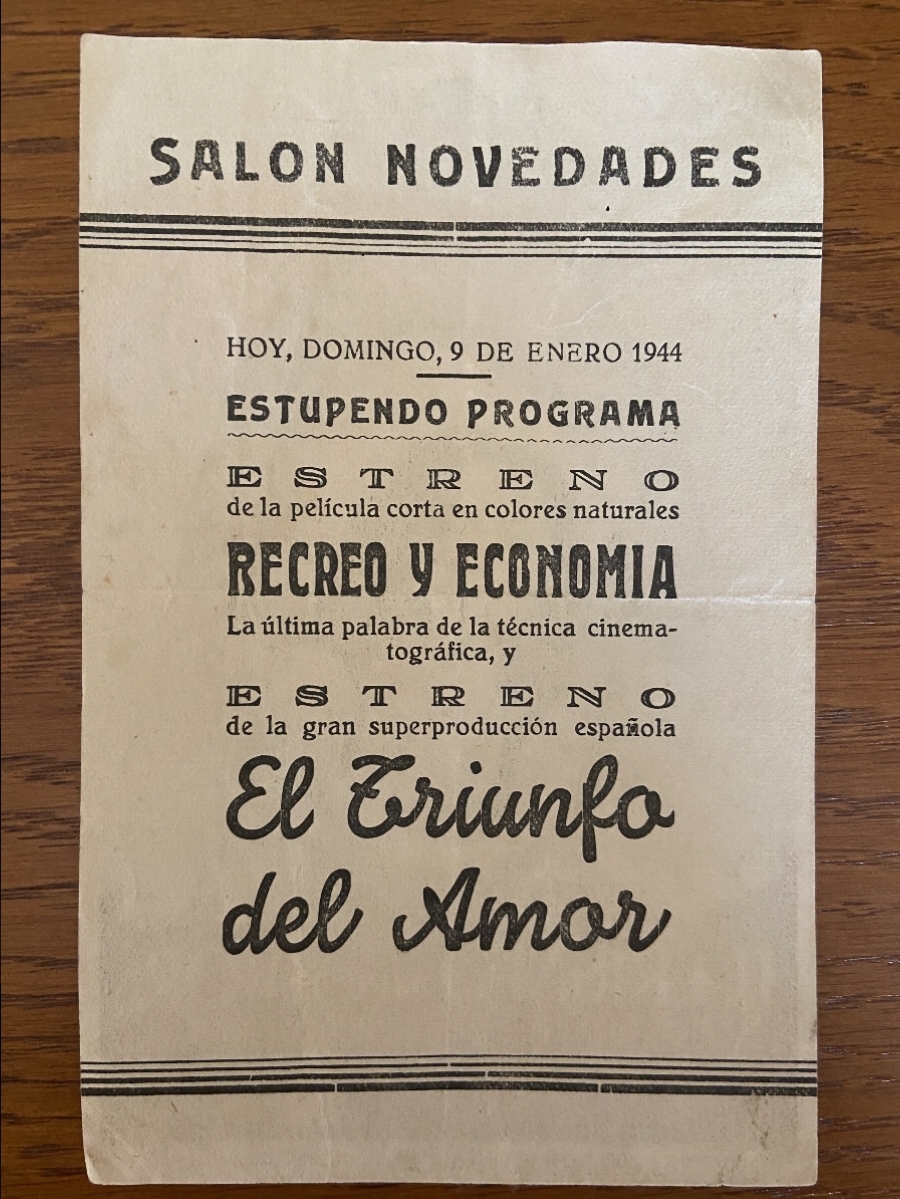 SALON NOVEDADES
HOY, DOMINGO, 9 DE ENERO 1944
ESTUPENDO PROGRAMA
ESTRENO
de la película corta en colores naturales
RECREO Y ECONOMIA
La última palabra de la técnica cinema-
tográfica, y
ESTRENO
de la gran superproducción española
El Triunfo
del Amor